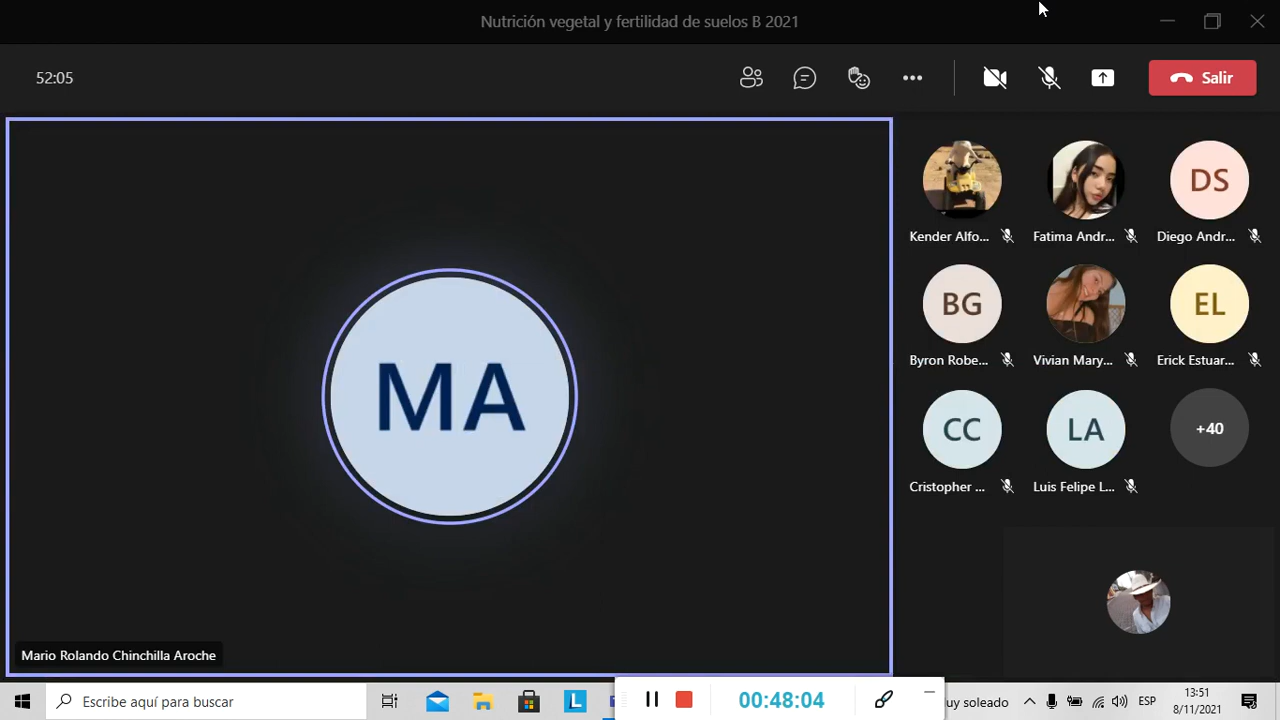 Nutrición vegetal y fertilidad de suelos B 2021
52:05
Salir
MA
Mario Rolando Chinchilla Aroche
Kender Alfo...
Fatima Andr...
DS
Diego Andr...
BG
Byron Robe...
Vivian Mary...
EL
Erick Estuar...
CC
Cristopher ...
LA
Luis Felipe L...
+40
Escribe aquí para buscar
L
00:48:04
uy soleado
ESP
13:51
8/11/2021